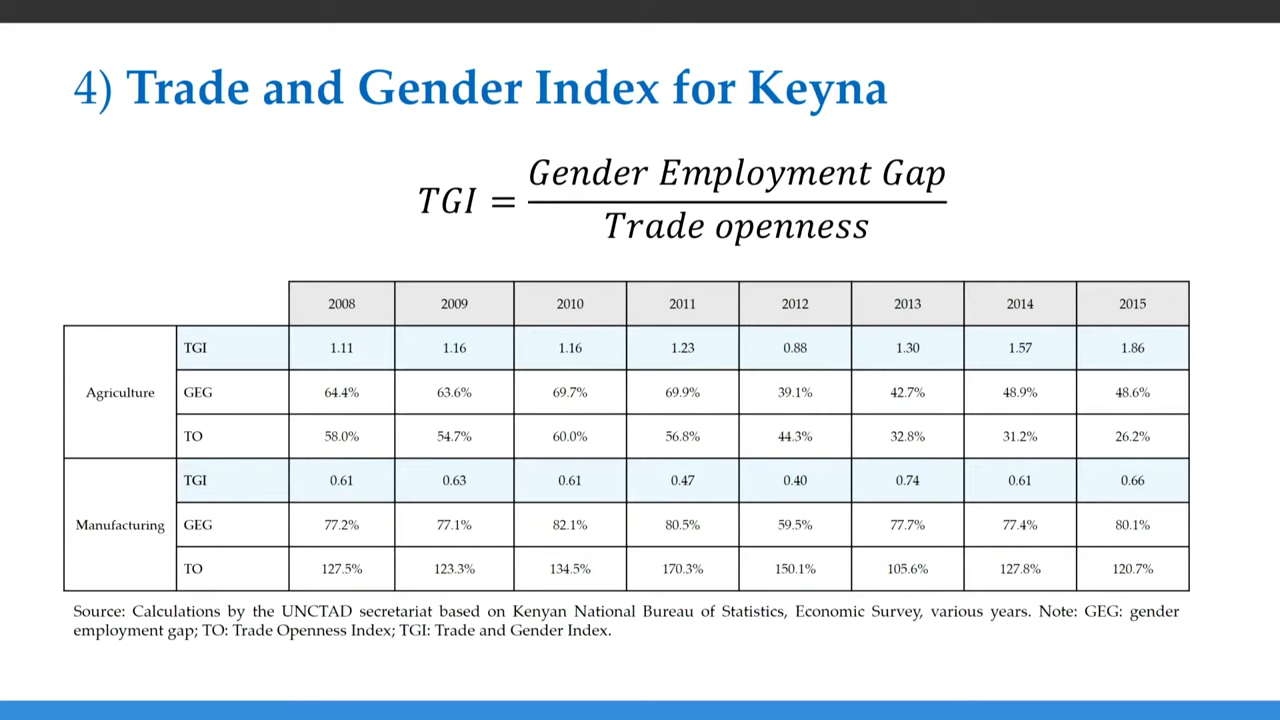 4) Trade and Gender Index for Keyna
TGI = Gender Employment Gap / Trade openness
2008 2009 2010 2011 2012 2013 2014 2015
Agriculture
TGI 1.11 1.16 1.16 1.23 0.88 1.30 1.57 1.86
GEG 64.4% 63.6% 69.7% 69.9% 39.1% 42.7% 48.9% 48.6%
TO 58.0% 54.7% 60.0% 56.8% 44.3% 32.8% 31.2% 26.2%
Manufacturing
TGI 0.61 0.63 0.61 0.47 0.40 0.74 0.61 0.66
GEG 77.2% 77.1% 82.1% 80.5% 59.5% 77.7% 77.4% 80.1%
TO 127.5% 123.3% 134.5% 170.3% 150.1% 105.6% 127.8% 120.7%
Source: Calculations by the UNCTAD secretariat based on Kenyan National Bureau of Statistics, Economic Survey, various years. Note: GEG: gender
employment gap; TO: Trade Openness Index; TGI: Trade and Gender Index.